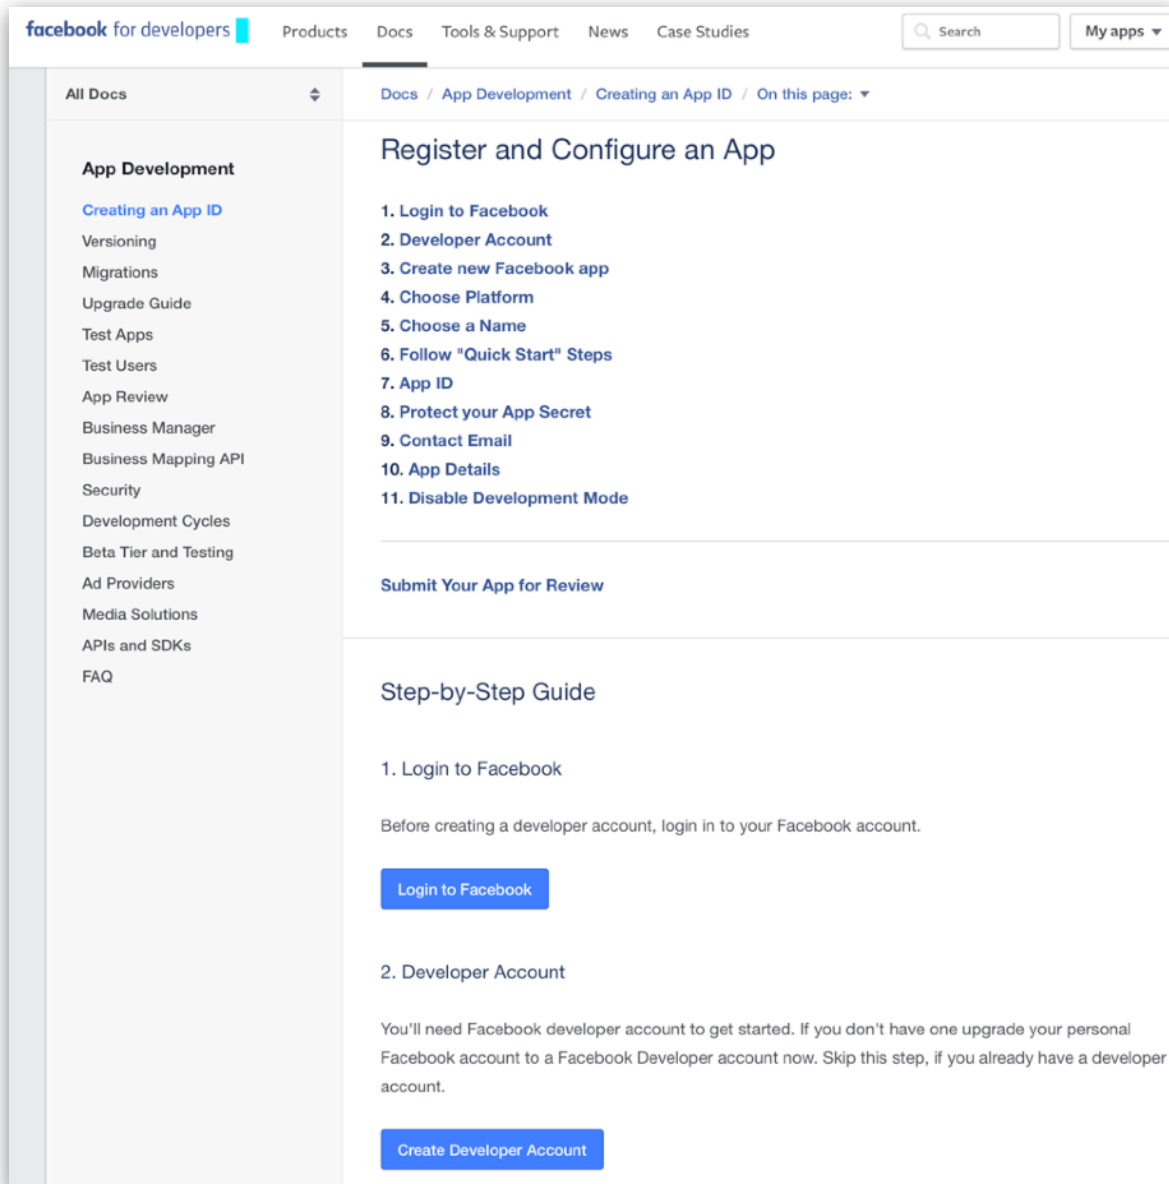 facebook for developers
Products
Docs
Tools & Support
News
Case Studies
Search
My apps
All Docs
App Development
Creating an App ID
Versioning
Migrations
Upgrade Guide
Test Apps
Test Users
App Review
Business Manager
Business Mapping API
Security
Development Cycles
Beta Tier and Testing
Ad Providers
Media Solutions
APIs and SDKs
FAQ
Docs / App Development / Creating an App ID / On this page:
Register and Configure an App
1. Login to Facebook
2. Developer Account
3. Create new Facebook app
4. Choose Platform
5. Choose a Name
6. Follow "Quick Start" Steps
7. App ID
8. Protect your App Secret
9. Contact Email
10. App Details
11. Disable Development Mode
Submit Your App for Review
Step-by-Step Guide
1. Login to Facebook
Before creating a developer account, login in to your Facebook account.
Login to Facebook
2. Developer Account
You'll need Facebook developer account to get started. If you don't have one upgrade your personal
Facebook account to a Facebook Developer account now. Skip this step, if you already have a developer
account.
Create Developer Account